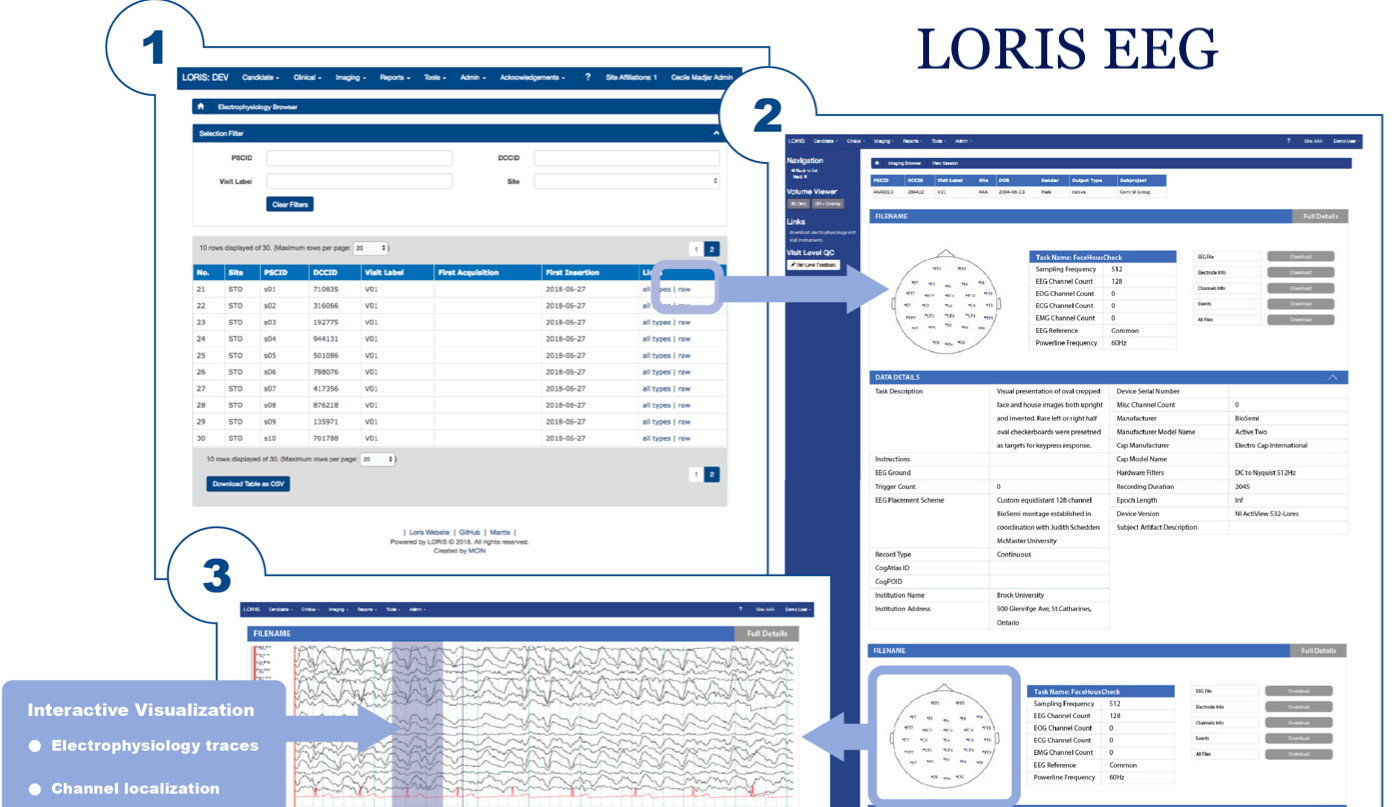 LORIS EEG
1
LORIS: DEV Candidate Clinical Imaging Reports Tools Admin Acknowledgements ? Site Affiliations: 1 Cecile Madjar Admin
Electrophysiology Browser
Selection Filter
PSCID DCCID
Visit Label Site
Clear Filters
10 rows displayed of 30. (Maximum rows per page: 20 ) 1 2
No. Site PSCID DCCID Visit Label First Acquisition First Insertion
21 STO s01 710835 V01 2018-06-27 all types | raw
22 STO s02 316066 V01 2018-06-27 all types | raw
23 STO s03 192775 V01 2018-06-27 all types | raw
24 STO s04 944131 V01 2018-06-27 all types | raw
25 STO s05 501086 V01 2018-06-27 all types | raw
26 STO s06 788076 V01 2018-06-27 all types | raw
27 STO s07 417356 V01 2018-06-27 all types | raw
28 STO s08 876218 V01 2018-06-27 all types | raw
29 STO s09 135971 V01 2018-06-27 all types | raw
30 STO s10 701788 V01 2018-06-27 all types | raw
10 rows displayed of 30. (Maximum rows per page: 20 ) 1 2
Download Table as CSV
| Loris Website | GitHub | Mantis |
Powered by LORIS © 2018. All rights reserved.
Created by MCIN
2
LORIS Candidate Clinical Imaging Reports Tools Admin ? Site: AAA Demo User
Navigation
Back to list
Next
Volume Viewer
3D Only 3D + Overlay
Links
download electrophysiology visit
visit instruments
Visit Level QC
Visit Level Feedback
Imaging Browser View Session
PSCID DCCID Visit Label Site DOB Gender Output Type Subproject
V01 AAA Male native Control Group
FILENAME Full Details
Task Name: FaceHousCheck
Sampling Frequency 512
EEG Channel Count 128
EOG Channel Count 0
ECG Channel Count 0
EMG Channel Count 0
EEG Reference Common
Powerline Frequency 60Hz
EEG File Download
Electrode Info Download
Channels Info Download
Events Download
All Files Download
DATA DETAILS
Task Description Visual presentation of oval cropped
face and house images both upright
and inverted. Rare left or right half
oval checkerboards were presetned
as targets for keypress response.
Instructions
EEG Ground
Trigger Count 0
EEG Placement Scheme Custom equidistant 128 channel
BioSemi montage established in
coordination with Judith Schedden
McMaster University
Record Type Continuous
CogAtlas ID
CogPOID
Institution Name Brock University
Institution Address 500 Glenrifge Ave, St.Catharines,
Ontario
Device Serial Number
Misc Channel Count 0
Manufacturer BioSemi
Manufacturer Model Name Active Two
Cap Manufacturer Electro Cap International
Cap Model Name
Hardware Filters DC to Nyquist 512Hz
Recording Duration 2045
Epoch Length Inf
Device Version NI ActiView 532-Lores
Subject Artifact Description
FILENAME Full Details
Task Name: FaceHousCheck
Sampling Frequency 512
EEG Channel Count 128
EOG Channel Count 0
ECG Channel Count 0
EMG Channel Count 0
EEG Reference Common
Powerline Frequency 60Hz
EEG File Download
Electrode Info Download
Channels Info Download
Events Download
All Files Download
3
LORIS Candidate Clinical Imaging Reports Tools Admin ? Site: AAA Demo User
FILENAME Full Details
Interactive Visualization
Electrophysiology traces
Channel localization